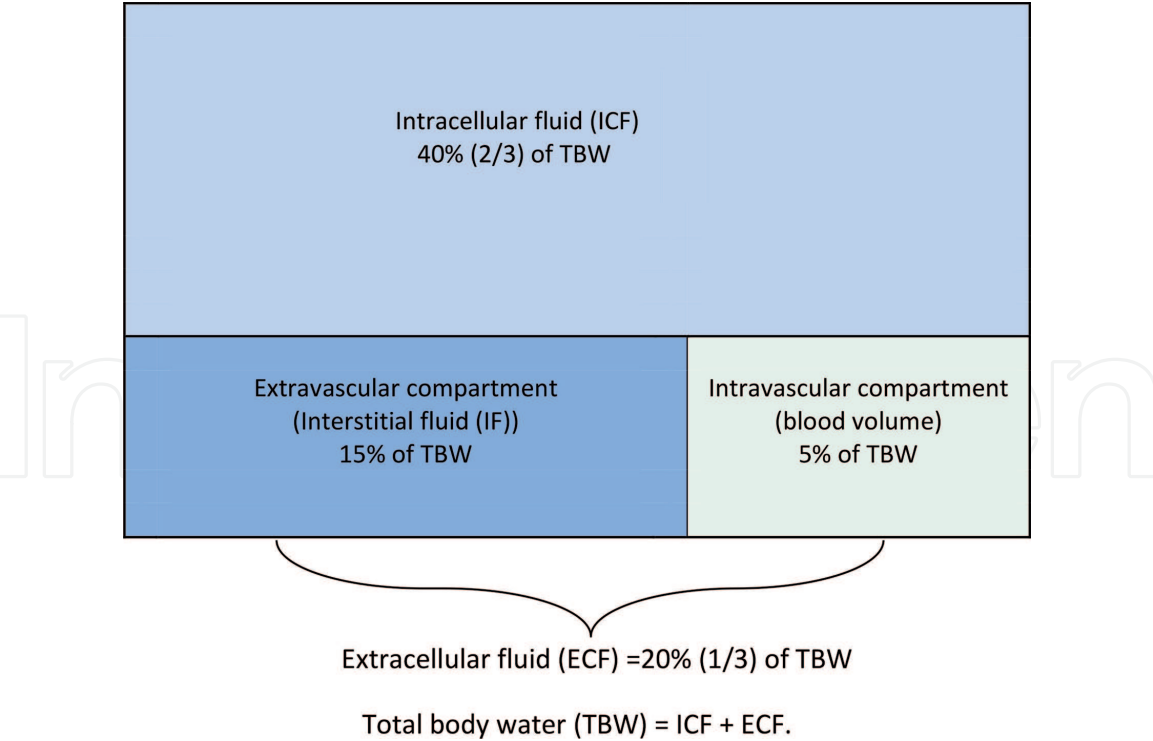 Intracellular fluid (ICF)
40% (2/3) of TBW
Extravascular compartment
(Interstitial fluid (IF))
15% of TBW
Intravascular compartment
(blood volume)
5% of TBW
Extracellular fluid (ECF) =20% (1/3) of TBW
Total body water (TBW) = ICF + ECF.